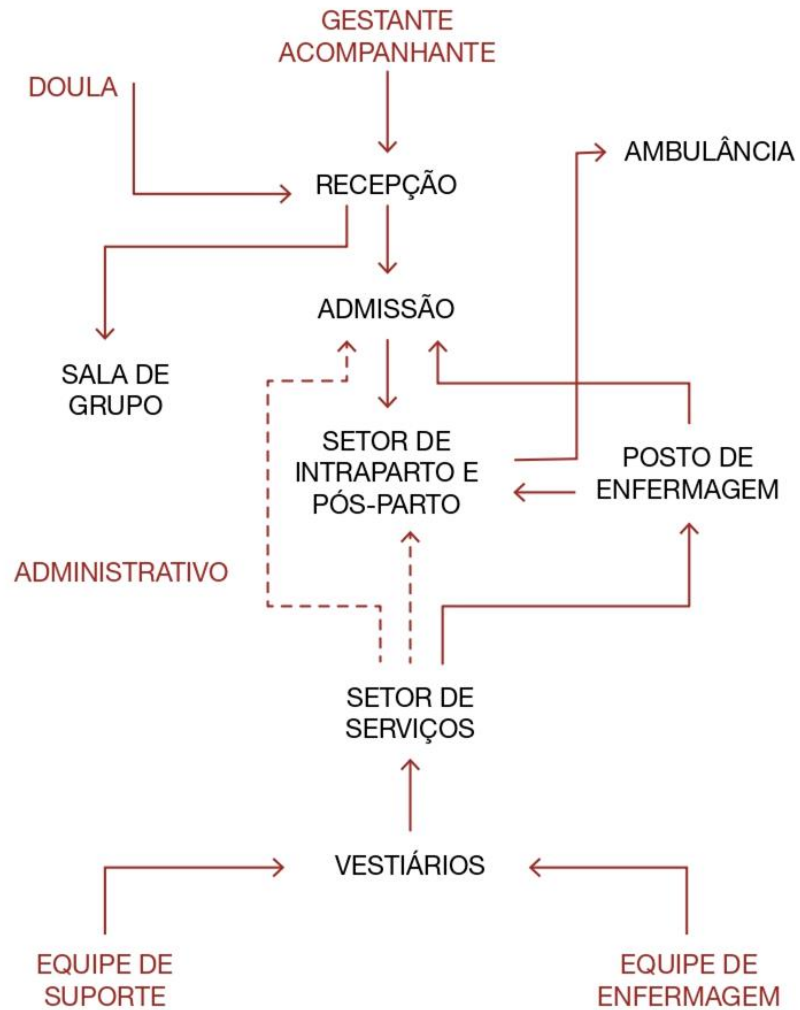 GESTANTE
ACOMPANHANTE
DOULA
AMBULÂNCIA
RECEPÇÃO
ADMISSÃO
SALA DE
GRUPO
SETOR DE
INTRAPARTO E
PÓS-PARTO
POSTO DE
ENFERMAGEM
ADMINISTRATIVO
SETOR DE
SERVIÇOS
VESTIÁRIOS
EQUIPE DE
SUPORTE
EQUIPE DE
ENFERMAGEM